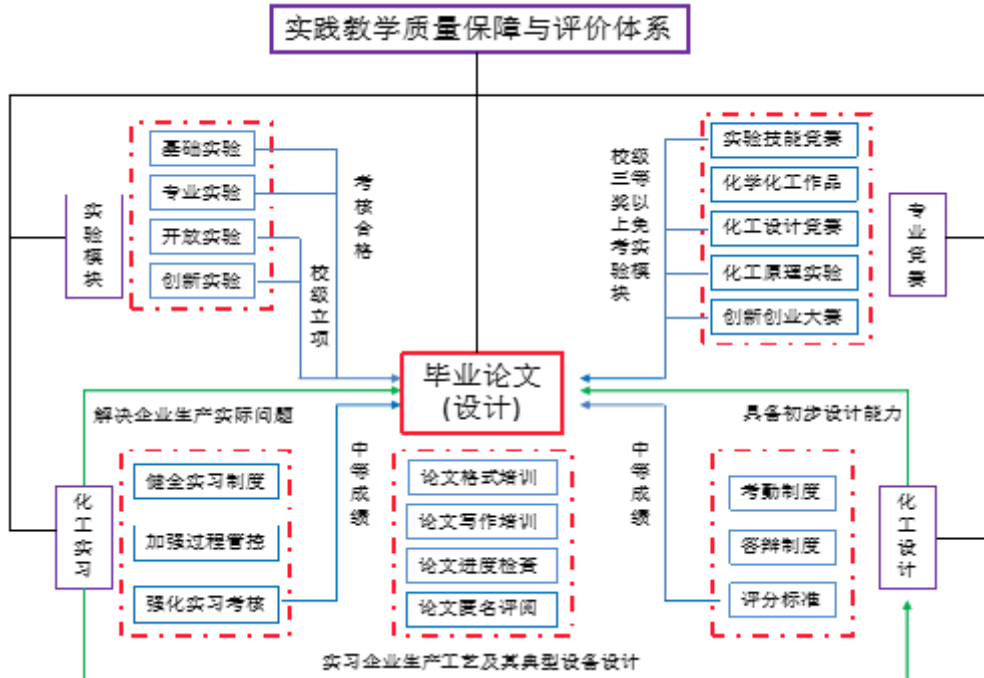 实践教学质量保障与评价体系
实验模块
基础实验
专业实验
开放实验
创新实验
考核合格
校级立项
校级三等奖以上免考实验模块
实验技能竞赛
化学化工作品
化工设计竞赛
化工原理实验
创新创业大赛
专业竞赛
毕业论文
(设计)
解决企业生产实际问题
具备初步设计能力
化工实习
健全实习制度
加强过程管控
强化实习考核
中等成绩
论文格式培训
论文写作培训
论文进度检查
论文匿名评阅
中等成绩
考勤制度
答辩制度
评分标准
化工设计
实习企业生产工艺及其典型设备设计